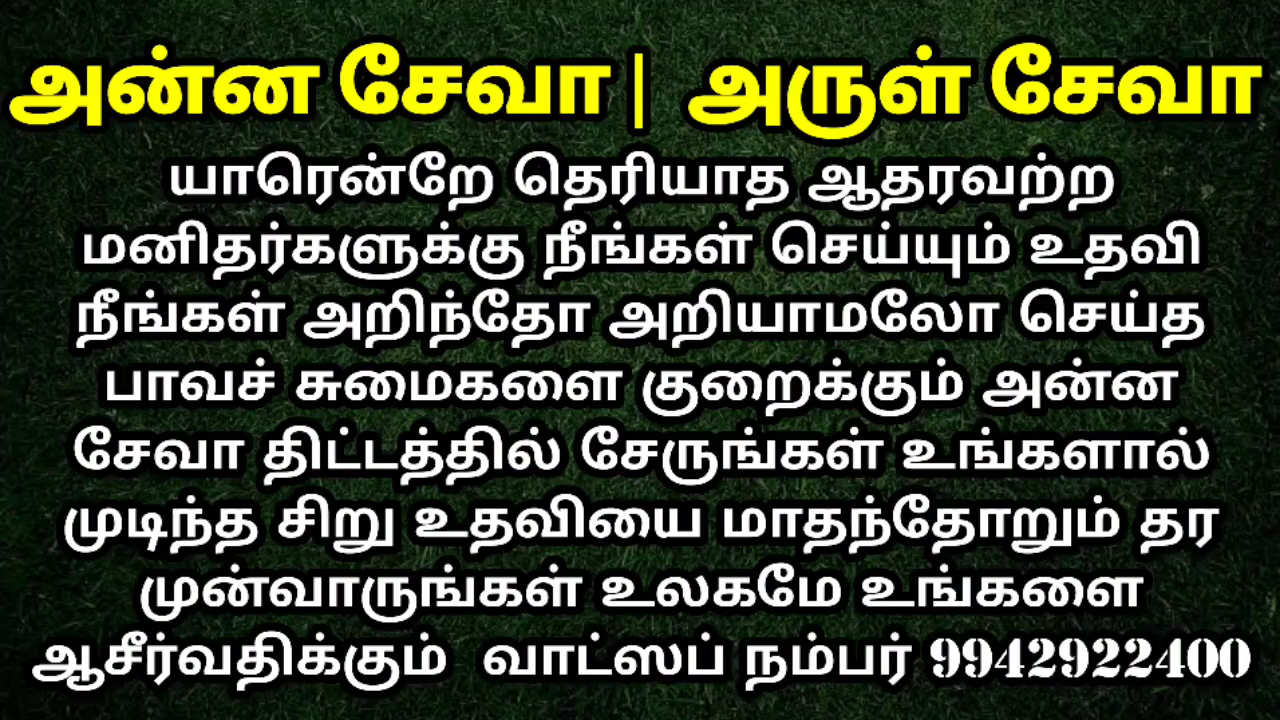 அன்ன சேவா | அருள் சேவா
யாரென்றே தெரியாத ஆதரவற்ற
மனிதர்களுக்கு நீங்கள் செய்யும் உதவி
நீங்கள் அறிந்தோ அறியாமலோ செய்த
பாவச் சுமைகளை குறைக்கும் அன்ன
சேவா திட்டத்தில் சேருங்கள் உங்களால்
முடிந்த சிறு உதவியை மாதந்தோறும் தர
முன்வாருங்கள் உலகமே உங்களை
ஆசீர்வதிக்கும் வாட்ஸப் நம்பர் 9942922400